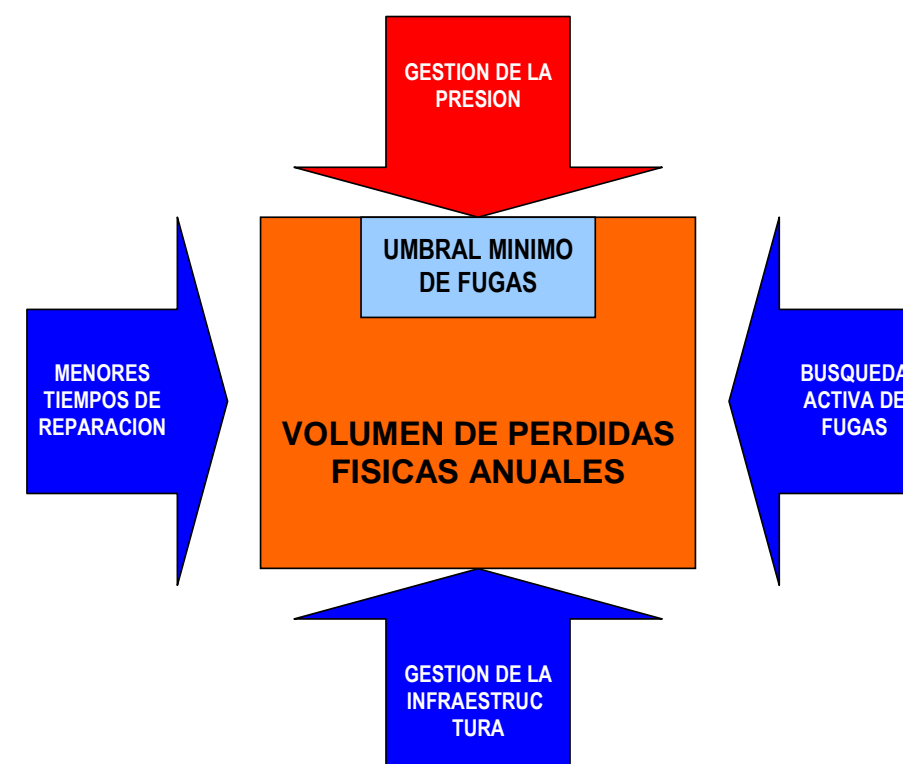 GESTION DE LA
PRESION
UMBRAL MINIMO
DE FUGAS
MENORES
TIEMPOS DE
REPARACION
BUSQUEDA
ACTIVA DE
FUGAS
VOLUMEN DE PERDIDAS
FISICAS ANUALES
GESTION DE LA
INFRAESTRUC
TURA